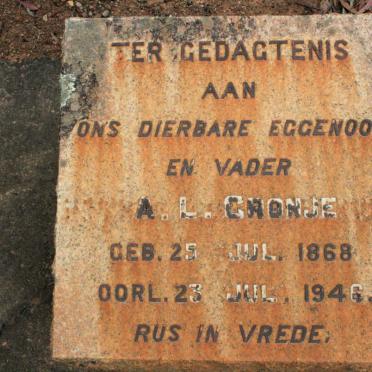 TER GEDAGTENIS
AAN
ONS DIERBARE EGGENOO
EN VADER
A. L. CRONJE
GEB. 25 JUL. 1868
OORL. 23 JUL. 1946.
RUS IN VREDE.